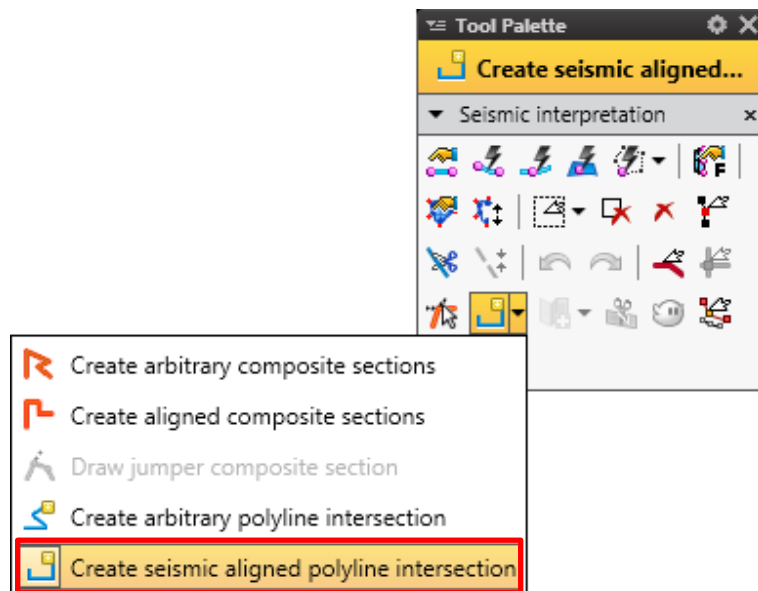 Tool Palette
Create seismic aligned...
Seismic interpretation
F
Create arbitrary composite sections
Create aligned composite sections
Draw jumper composite section
Create arbitrary polyline intersection
Create seismic aligned polyline intersection